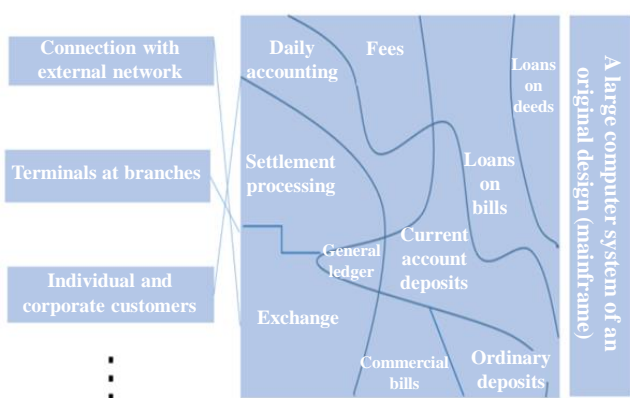 Connection with
external network
Terminals at branches
Individual and
corporate customers
Daily
accounting
Fees
Loans
on
deeds
Settlement
processing
Loans
on
bills
General
ledger
Current
account
deposits
Exchange
Commercial
bills
Ordinary
deposits
A large computer system of an
original design (mainframe)